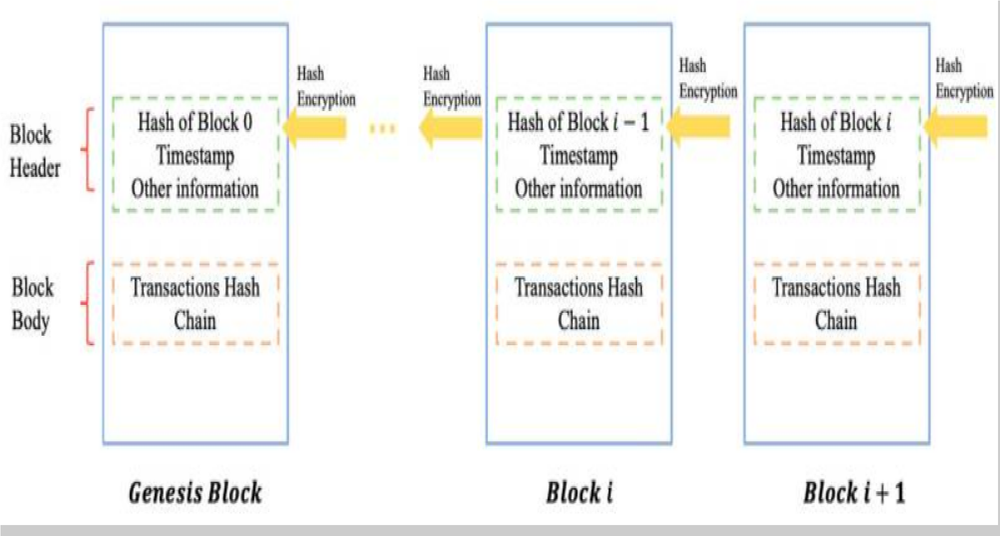 Block
Header
Block
Body
Hash of Block 0
Timestamp
Other information
Transactions Hash
Chain
Genesis Block
Hash
Encryption
...
Hash
Encryption
Hash of Block i − 1
Timestamp
Other information
Transactions Hash
Chain
Block i
Hash
Encryption
Hash of Block i
Timestamp
Other information
Transactions Hash
Chain
Block i + 1
Hash
Encryption